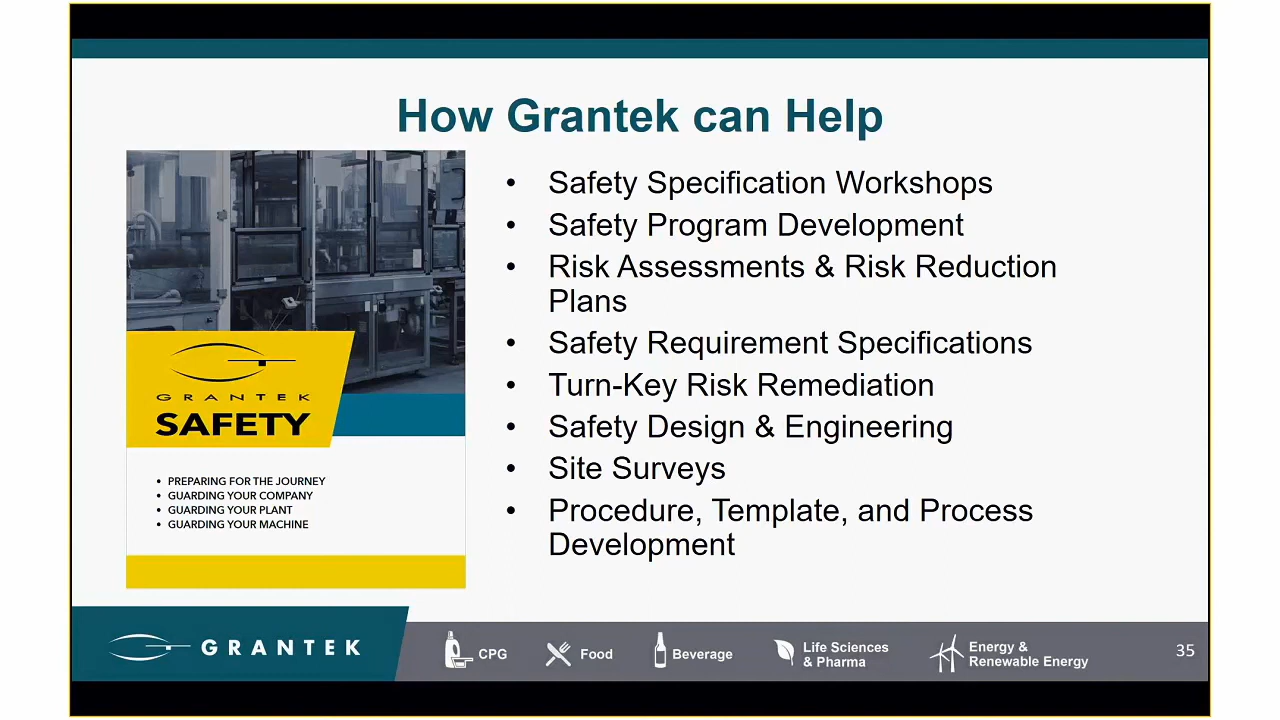 How Grantek can Help
GRANTEK
SAFETY
• PREPARING FOR THE JOURNEY
• GUARDING YOUR COMPANY
• GUARDING YOUR PLANT
• GUARDING YOUR MACHINE
• Safety Specification Workshops
• Safety Program Development
• Risk Assessments & Risk Reduction
Plans
• Safety Requirement Specifications
• Turn-Key Risk Remediation
• Safety Design & Engineering
• Site Surveys
• Procedure, Template, and Process
Development
GRANTEK
CPG
Food
Beverage
Life Sciences
& Pharma
Energy &
Renewable Energy
35